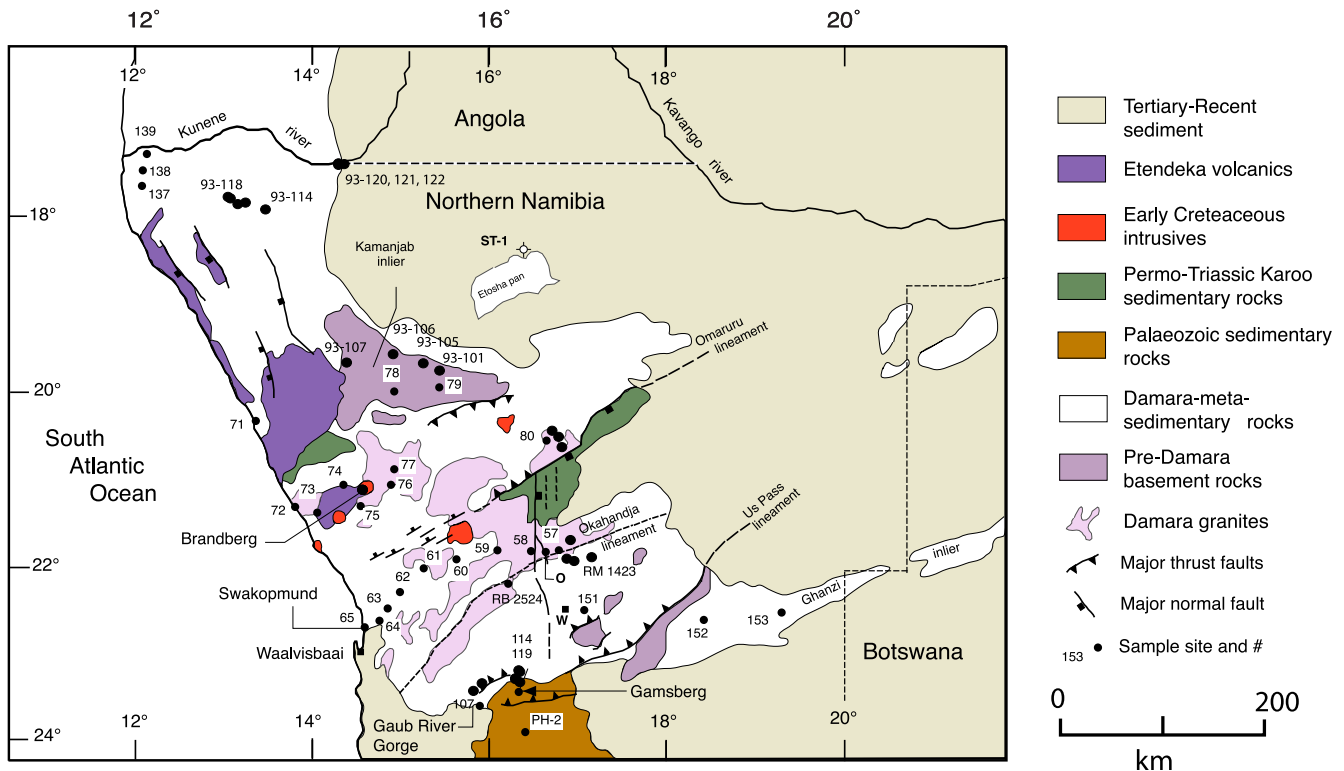 12°
16°
20°
12°
14°
16°
18°
20°
139
Kunene
river
Angola
Kavango
river
138
137
93-118
93-114
93-120, 121, 122
18°
Northern Namibia
Kamanjab
inlier
ST-1
Etosha pan
93-106
93-107
93-105
93-101
78
79
Omaruru
lineament
20°
71
80
South
Atlantic
Ocean
77
76
74
73
72
75
Brandberg
Us Pass
lineament
Okahandja
lineament
57
58
59
60
61
62
63
64
65
22°
O
RM 1423
RB 2524
151
W
152
153
Ghanzi
inlier
Swakopmund
Waalvisbaai
114
119
Botswana
Gamsberg
107
Gaub River
Gorge
PH-2
12°
14°
16°
18°
20°
24°
Tertiary-Recent
sediment
Etendeka volcanics
Early Creteaceous
intrusives
Permo-Triassic Karoo
sedimentary rocks
Palaeozoic sedimentary
rocks
Damara-meta-
sedimentary rocks
Pre-Damara
basement rocks
Damara granites
Major thrust faults
Major normal fault
153 Sample site and #
0 200
km